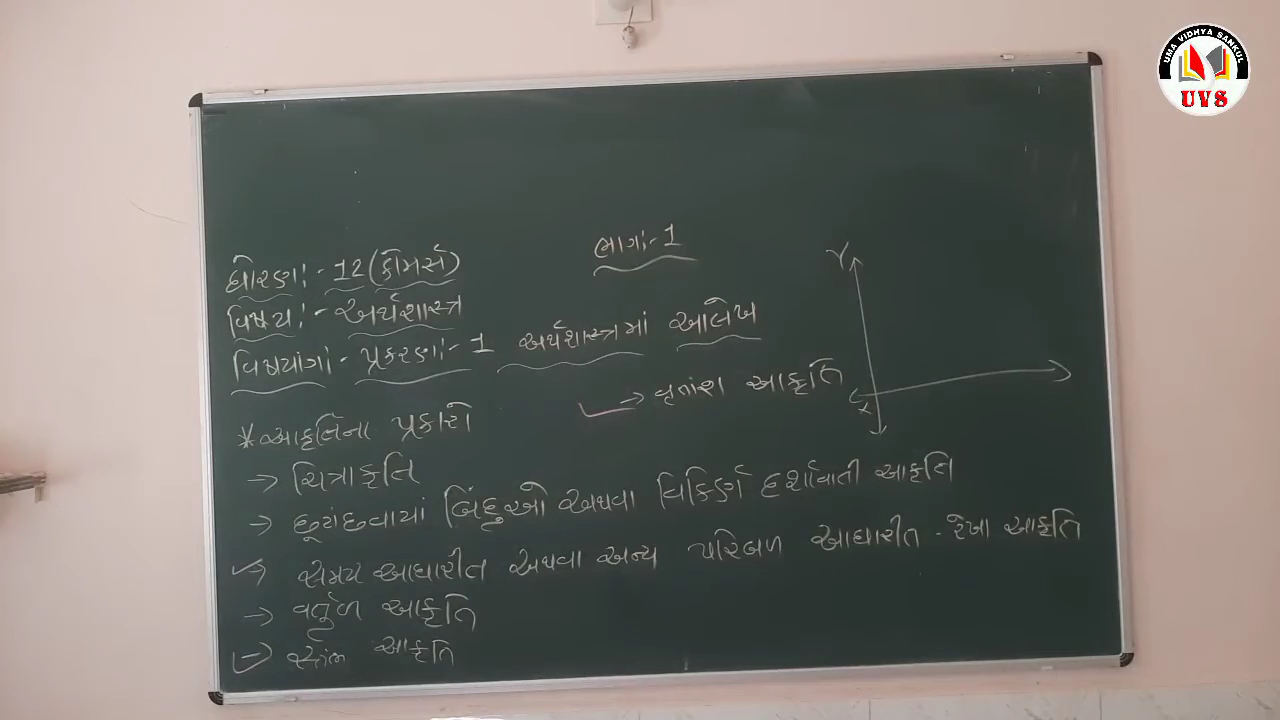 UMA VIDHYA SANKUL
UVS
ભાગઃ- 1
ધોરણઃ - 12 (કોમર્સ)
વિષયઃ - અર્થશાસ્ત્ર
વિષયાંગઃ - પ્રકરણઃ - 1 અર્થશાસ્ત્રમાં આલેખ
Y
X
→ વૃતાંશ આકૃતિ
* આકૃતિના પ્રકારો
→ ચિત્રાકૃતિ
→ છૂટાંછવાયાં બિંદુઓ અથવા વિકિર્ણ દર્શાવતી આકૃતિ
→ સમય આધારીત અથવા અન્ય પરિબળ આધારીત - રેખા આકૃતિ
→ વર્તુળ આકૃતિ
→ સ્તંભ આકૃતિ